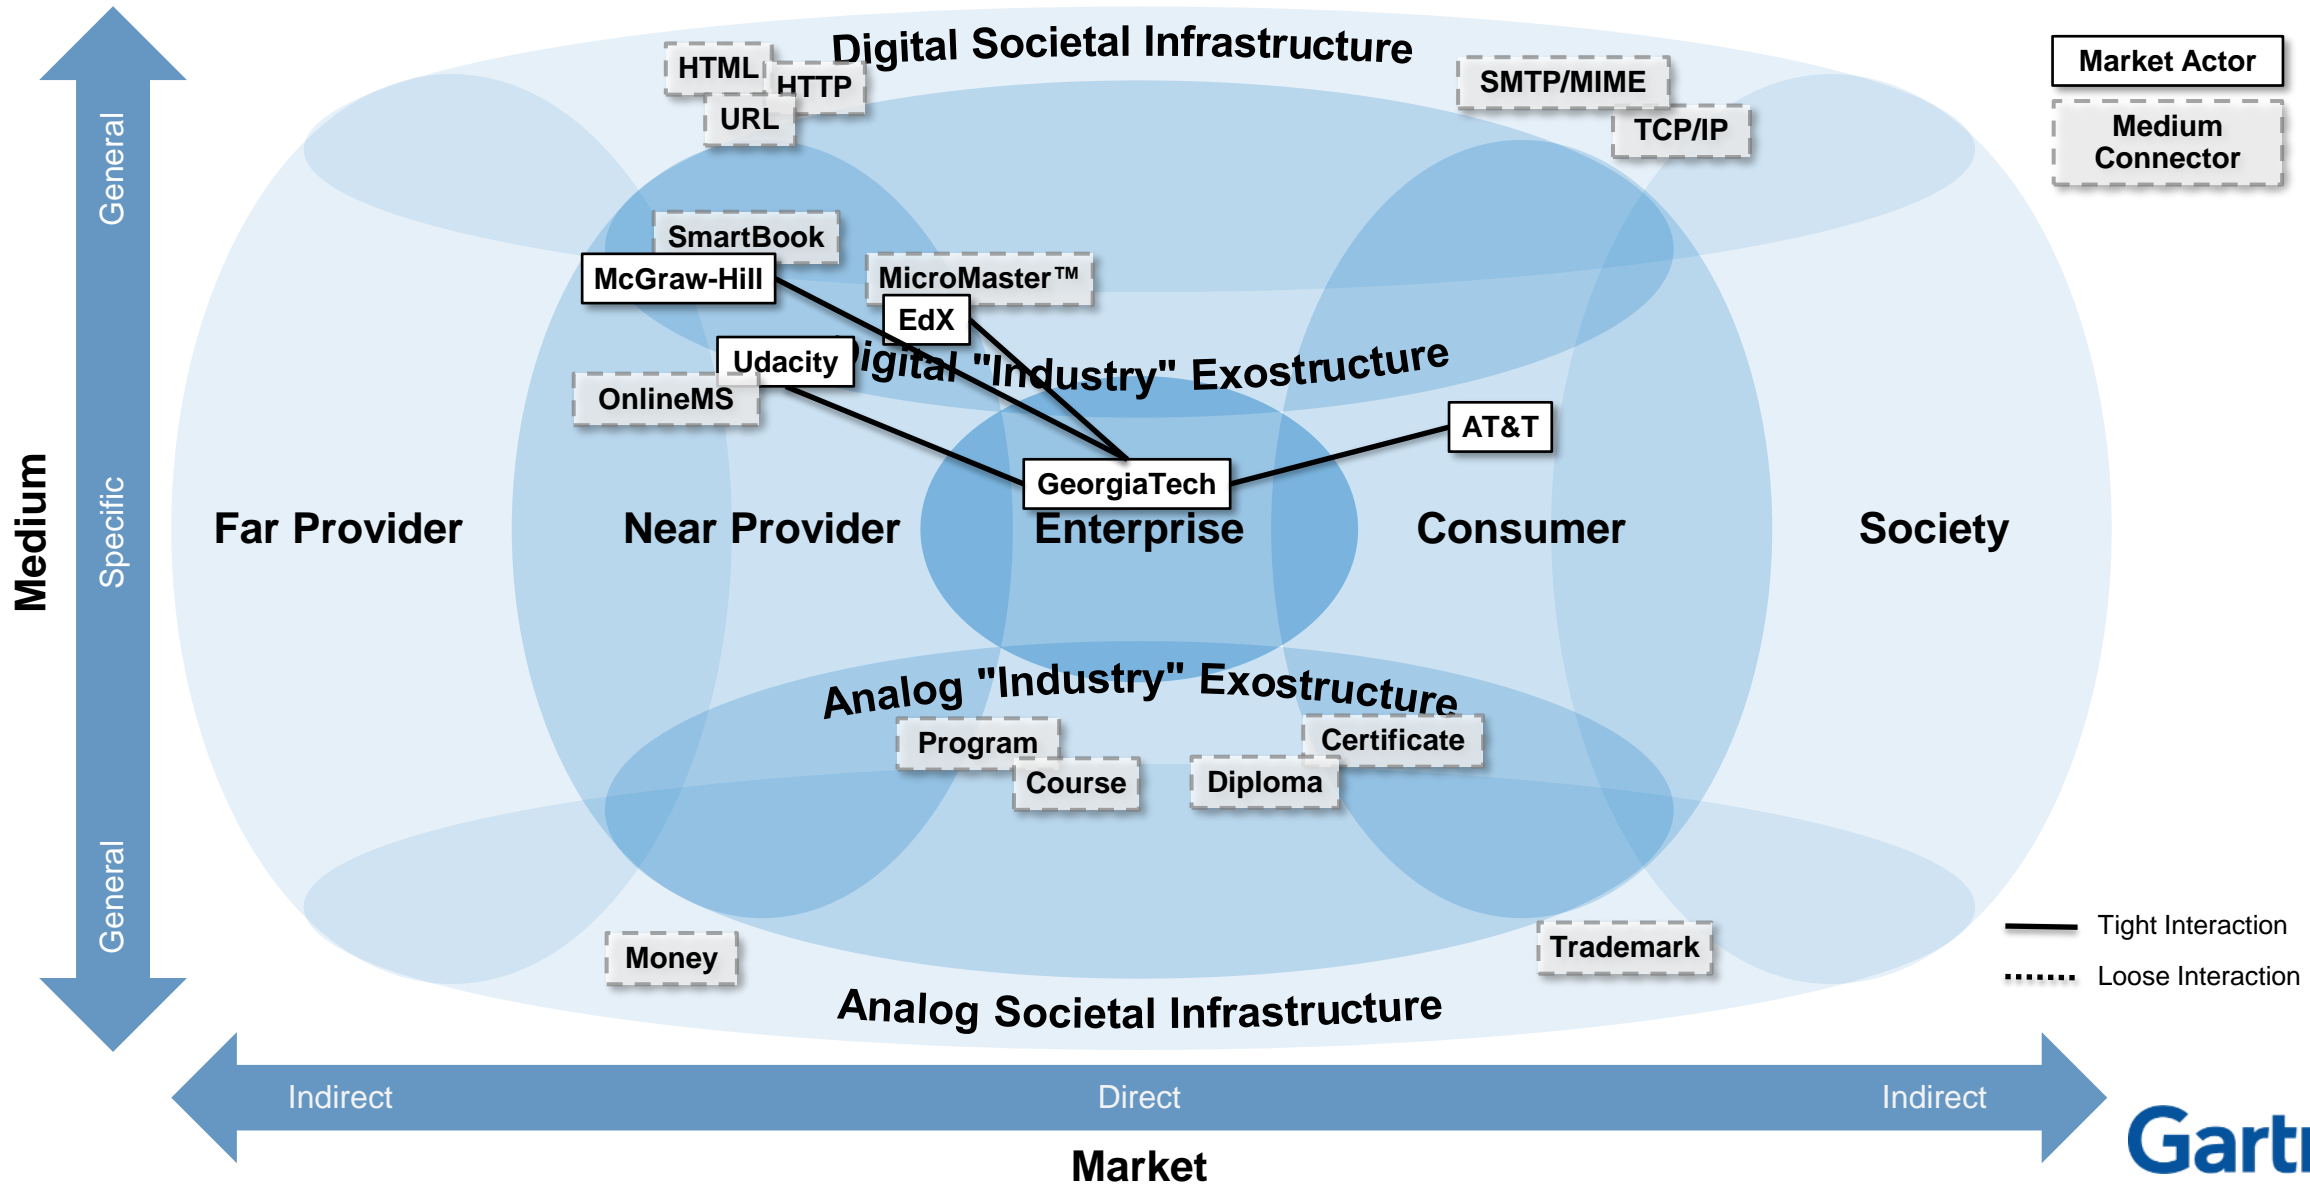 Digital Societal Infrastructure
HTML
HTTP
URL
SMTP/MIME
TCP/IP
Market Actor
Medium
Connector
General
SmartBook
McGraw-Hill
MicroMaster™
EdX
Digital "Industry" Exostructure
Udacity
OnlineMS
AT&T
GeorgiaTech
Medium
Specific
Far Provider
Near Provider
Enterprise
Consumer
Society
Analog "Industry" Exostructure
Program
Course
Certificate
Diploma
General
Money
Trademark
Tight Interaction
Loose Interaction
Analog Societal Infrastructure
Indirect
Direct
Indirect
Market